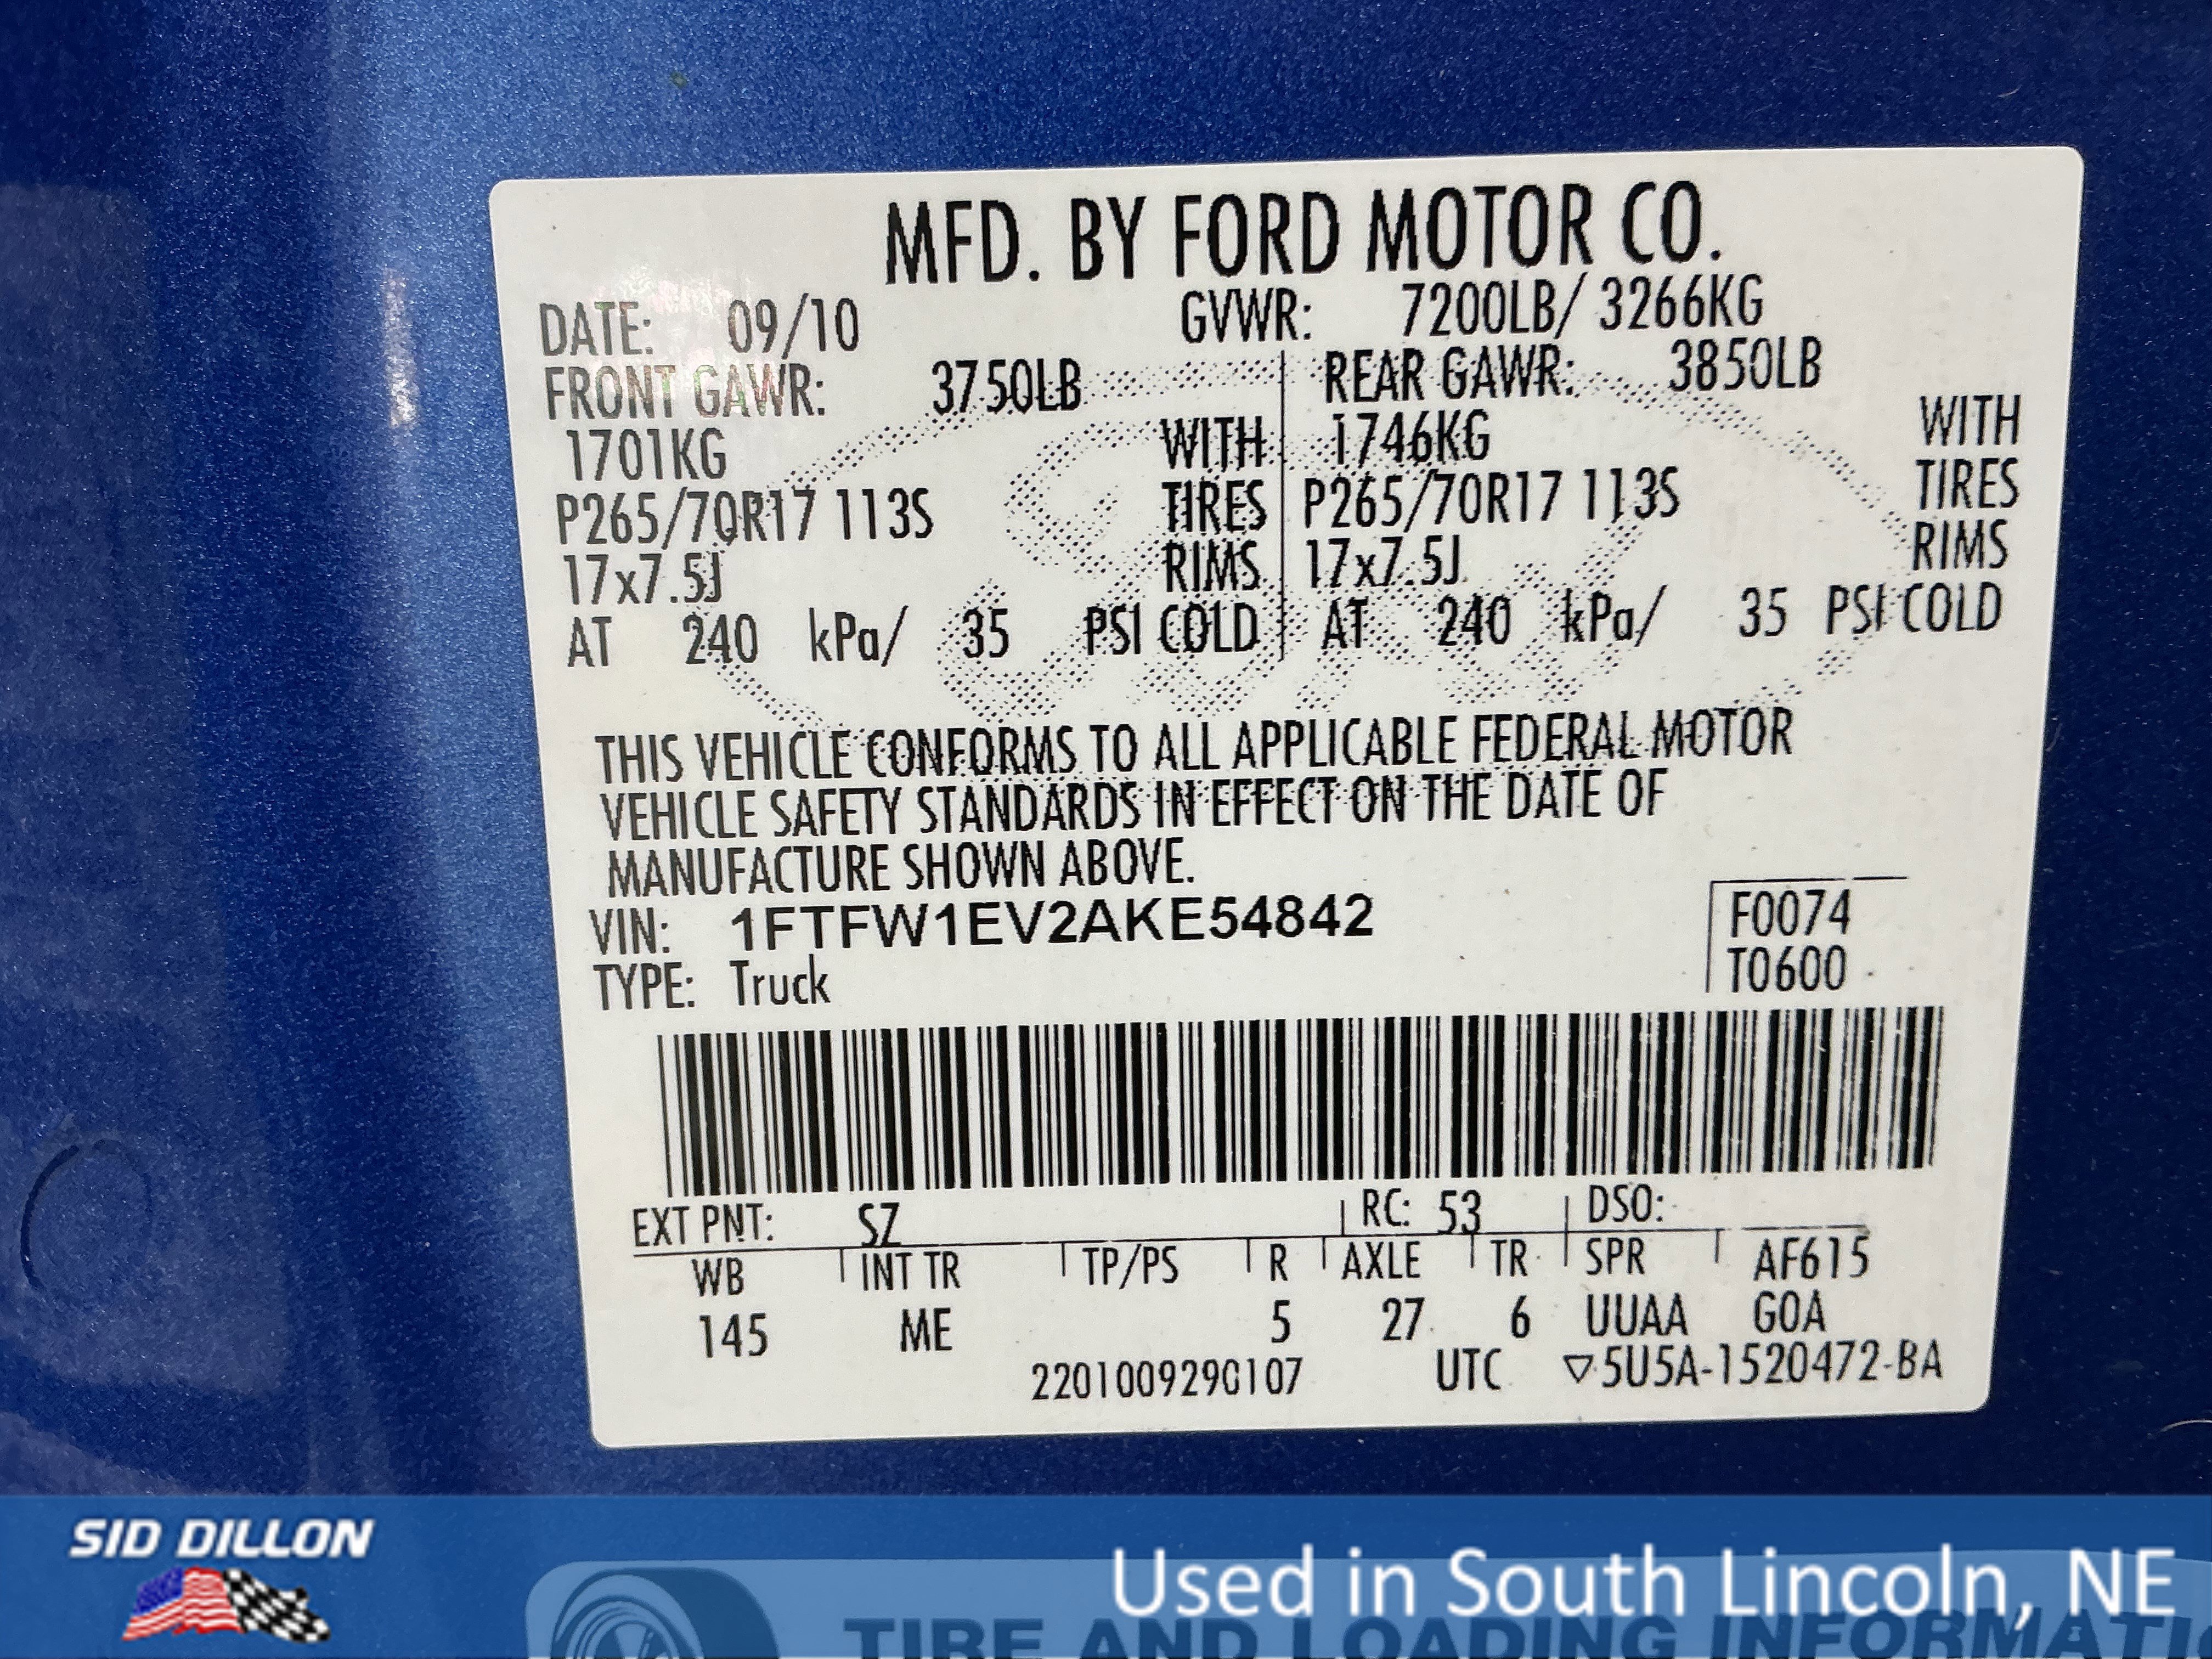 MFD. BY FORD MOTOR CO.
DATE: 09/10 GVWR: 7200LB/ 3266KG
FRONT GAWR: 3750LB REAR GAWR: 3850LB
1701KG WITH 1746KG WITH
P265/70R17 113S TIRES P265/70R17 113S TIRES
17x7.5J RIMS 17x7.5J RIMS
AT 240 kPa/ 35 PSI COLD AT 240 kPa/ 35 PSI COLD
THIS VEHICLE CONFORMS TO ALL APPLICABLE FEDERAL MOTOR
VEHICLE SAFETY STANDARDS IN EFFECT ON THE DATE OF
MANUFACTURE SHOWN ABOVE.
VIN: 1FTFW1EV2AKE54842 F0074
TYPE: Truck T0600
EXT PNT: SZ RC: 53 DSO:
WB INT TR TP/PS R AXLE TR SPR AF615
145 ME 5 27 6 UUAA GOA
UTC ▽5U5A-1520472-BA
SID DILLON
Used in South Lincoln, NE
TIRE AND LOADING